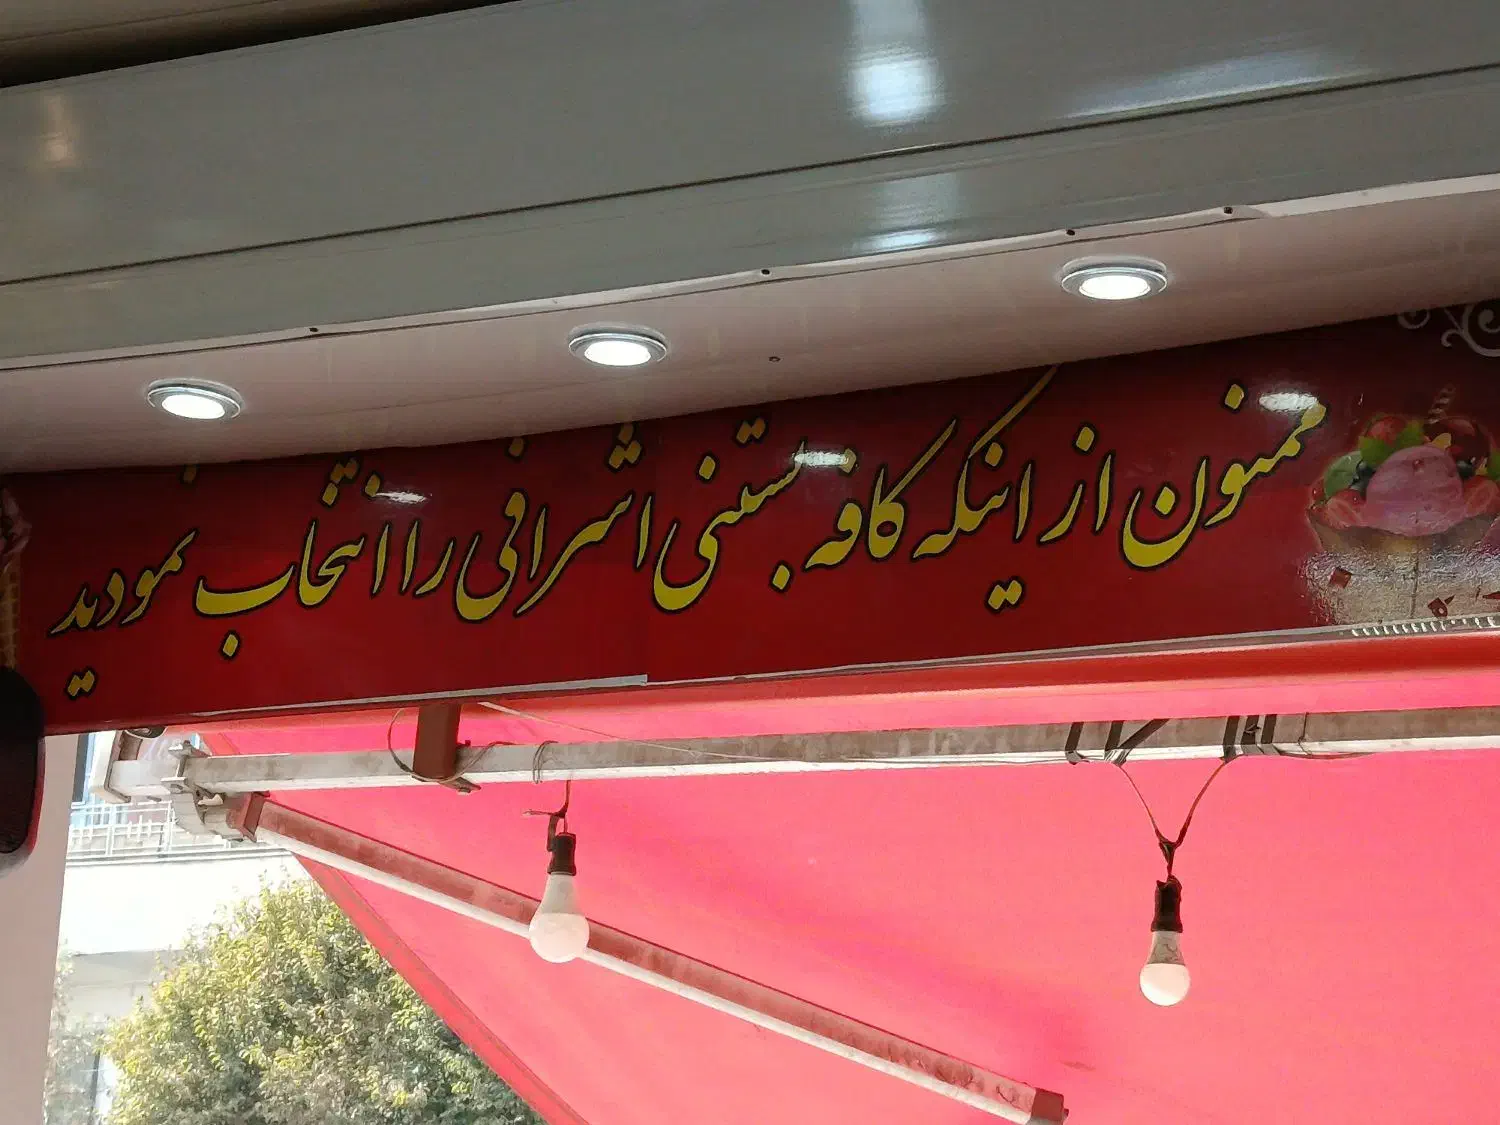 ممنون از اینکه کافه بستنی اشرافی را انتخاب نمودید